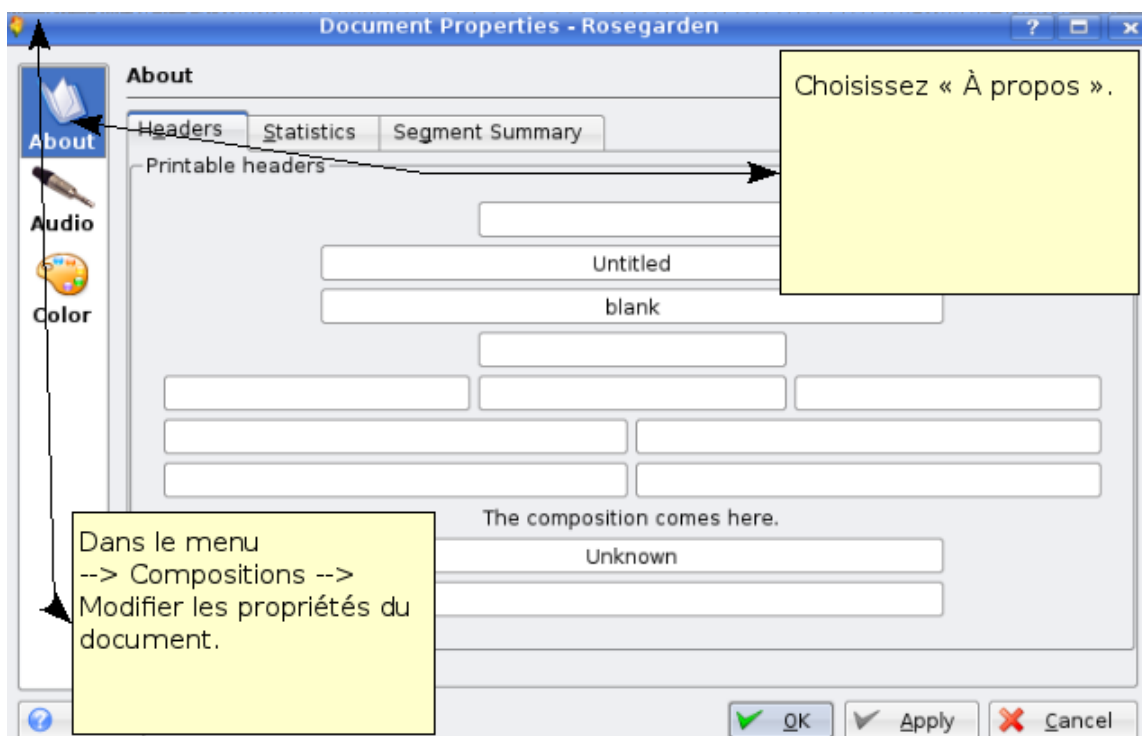 Document Properties - Rosegarden
About
Choisissez « À propos ».
About
Headers
Statistics
Segment Summary
Printable headers
Audio
Untitled
Color
blank
The composition comes here.
Unknown
Dans le menu
--> Compositions -->
Modifier les propriétés du
document.
OK
Apply
Cancel